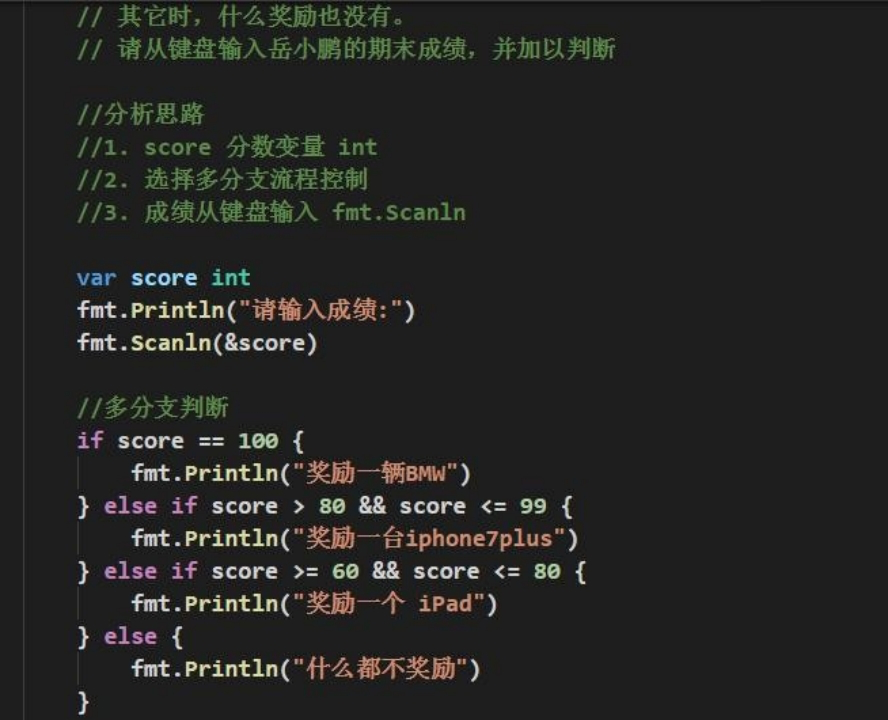 // 其它时，什么奖励也没有。
// 请从键盘输入岳小鹏的期末成绩，并加以判断
//分析思路
//1. score 分数变量 int
//2. 选择多分支流程控制
//3. 成绩从键盘输入 fmt.Scanln
var score int
fmt.Println("请输入成绩:")
fmt.Scanln(&score)
//多分支判断
if score == 100 {
fmt.Println("奖励一辆BMW")
} else if score > 80 && score <= 99 {
fmt.Println("奖励一台iphone7plus")
} else if score >= 60 && score <= 80 {
fmt.Println("奖励一个 iPad")
} else {
fmt.Println("什么都不奖励")
}